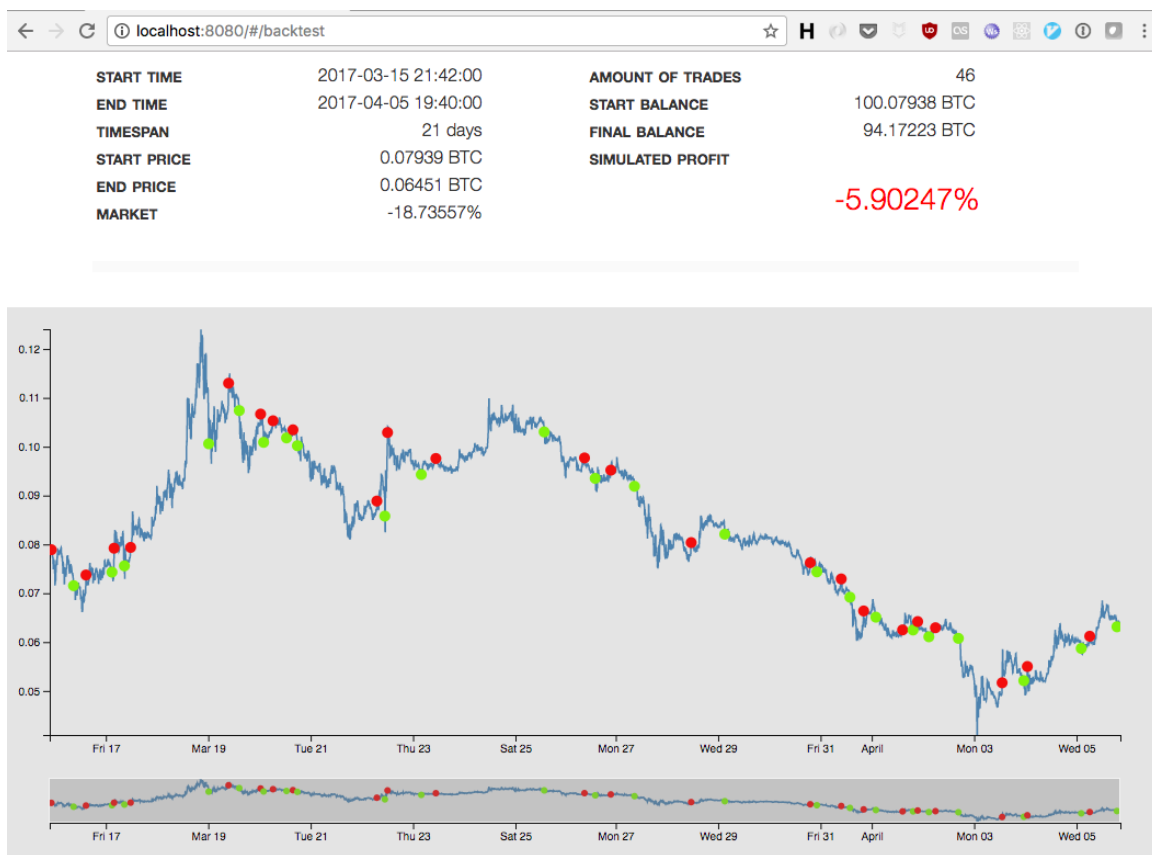 localhost:8080/#/backtest
START TIME 2017-03-15 21:42:00
END TIME 2017-04-05 19:40:00
TIMESPAN 21 days
START PRICE 0.07939 BTC
END PRICE 0.06451 BTC
MARKET -18.73557%
AMOUNT OF TRADES 46
START BALANCE 100.07938 BTC
FINAL BALANCE 94.17223 BTC
SIMULATED PROFIT
-5.90247%
0.12
0.11
0.10
0.09
0.08
0.07
0.06
0.05
Fri 17 Mar 19 Tue 21 Thu 23 Sat 25 Mon 27 Wed 29 Fri 31 April Mon 03 Wed 05
Fri 17 Mar 19 Tue 21 Thu 23 Sat 25 Mon 27 Wed 29 Fri 31 April Mon 03 Wed 05